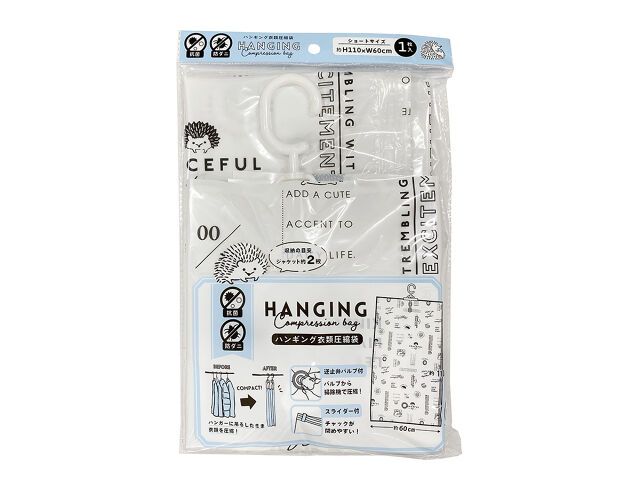 抗菌
防ダニ
ハンギング衣類圧縮袋
HANGING
Compression bag
ショートサイズ
約H110×W60cm
1枚入
CEFUL
TREMBLING WIT
EXCITEMEN
ADD A CUTE
ACCENT TO
LIFE.
00/
TREMBLING
EXCITEMENT
収納の目安
ジャケット約2枚
抗菌
防ダニ
HANGING
Compression bag
ハンギング衣類圧縮袋
BEFORE
AFTER
COMPACT!
ハンガーに吊るしたまま
衣類を圧縮!
逆止弁バルブ付
バルブから
掃除機で圧縮!
スライダー付
チャックが
閉めやすい!
約60cm